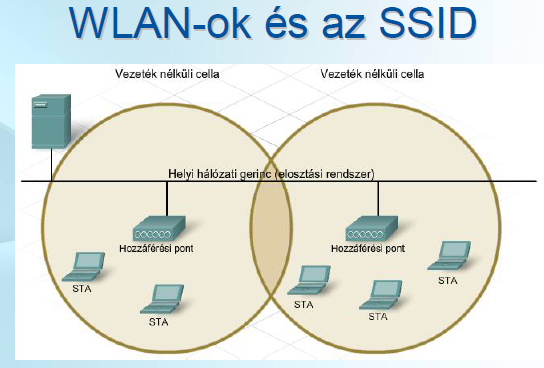 WLAN-ok és az SSID
Vezeték nélküli cella
Vezeték nélküli cella
Helyi hálózati gerinc (elosztási rendszer)
Hozzáférési pont
Hozzáférési pont
STA
STA
STA
STA
STA